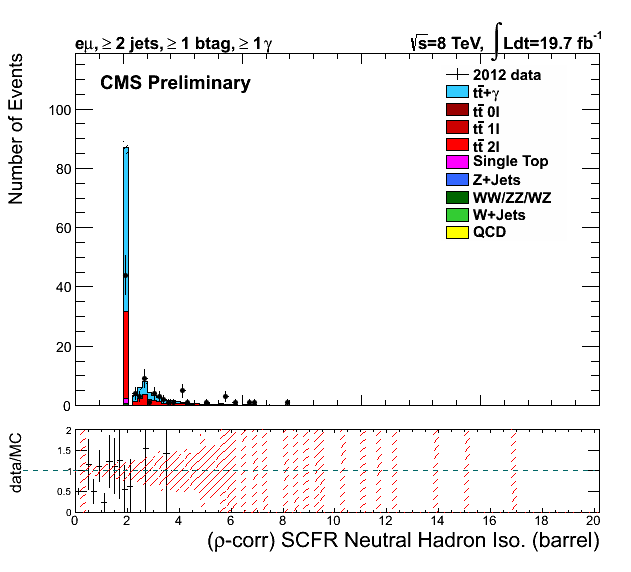 eμ, ≥ 2 jets, ≥ 1 btag, ≥ 1 γ
√s=8 TeV, ∫Ldt=19.7 fb⁻¹
CMS Preliminary
2012 data
tt̄+γ
tt̄ 0l
tt̄ 1l
tt̄ 2l
Single Top
Z+Jets
WW/ZZ/WZ
W+Jets
QCD
Number of Events
100
80
60
40
20
0
data/MC
2
1.5
1
0.5
0
0 2 4 6 8 10 12 14 16 18 20
(ρ-corr) SCFR Neutral Hadron Iso. (barrel)